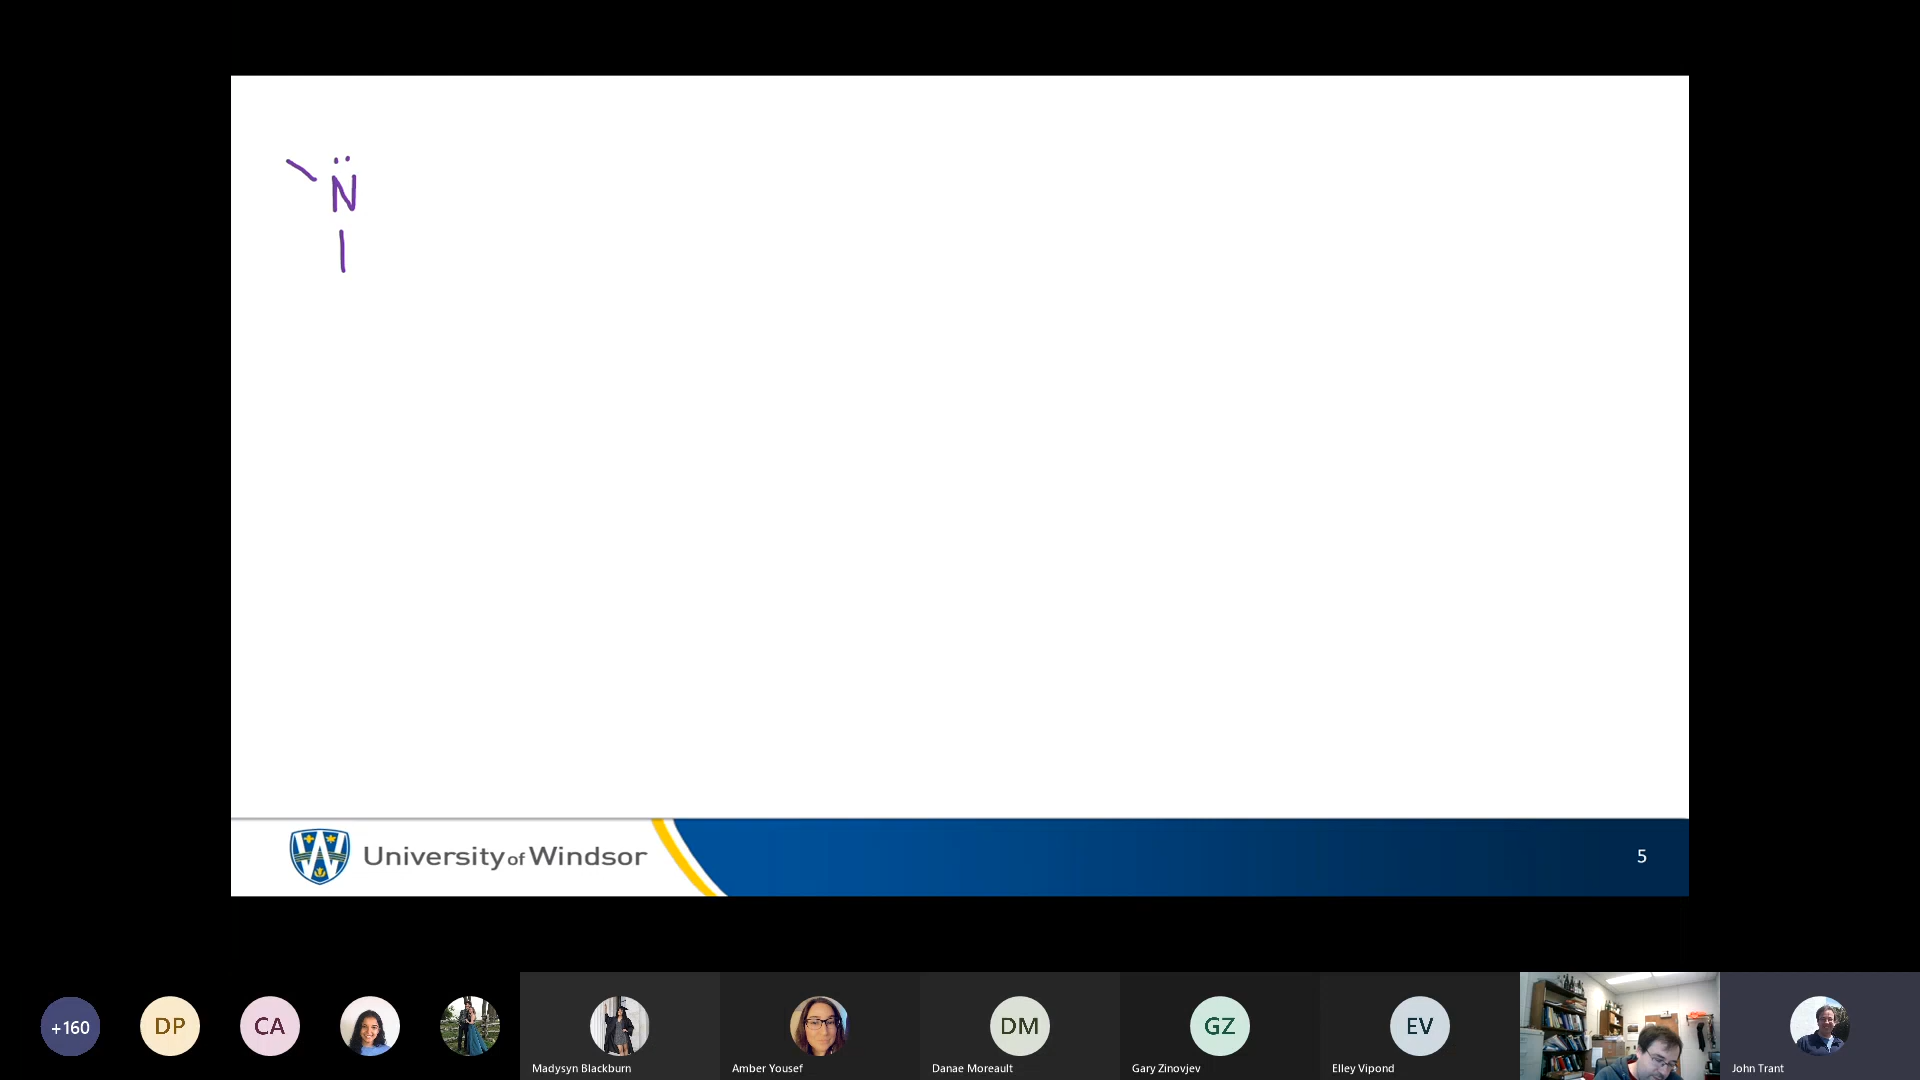 N
University of Windsor
5
+160
DP
CA
DM
GZ
EV
Madysyn Blackburn
Amber Yousef
Danae Moreault
Gary Zinovjev
Elley Vipond
John Trant